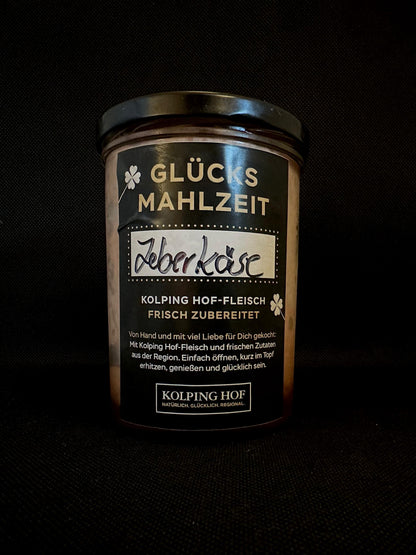 GLÜCKS
MAHLZEIT
Leberkäse
KOLPING HOF-FLEISCH
FRISCH ZUBEREITET
Von Hand und mit viel Liebe für Dich gekocht:
Mit Kolping Hof-Fleisch und frischen Zutaten
aus der Region. Einfach öffnen, kurz im Topf
erhitzen, genießen und glücklich sein.
KOLPING HOF
NATÜRLICH. GLÜCKLICH. REGIONAL.